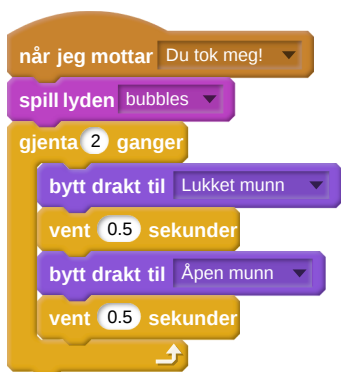 når jeg mottar Du tok meg!
spill lyden bubbles
gjenta 2 ganger
bytt drakt til Lukket munn
vent 0.5 sekunder
bytt drakt til Åpen munn
vent 0.5 sekunder